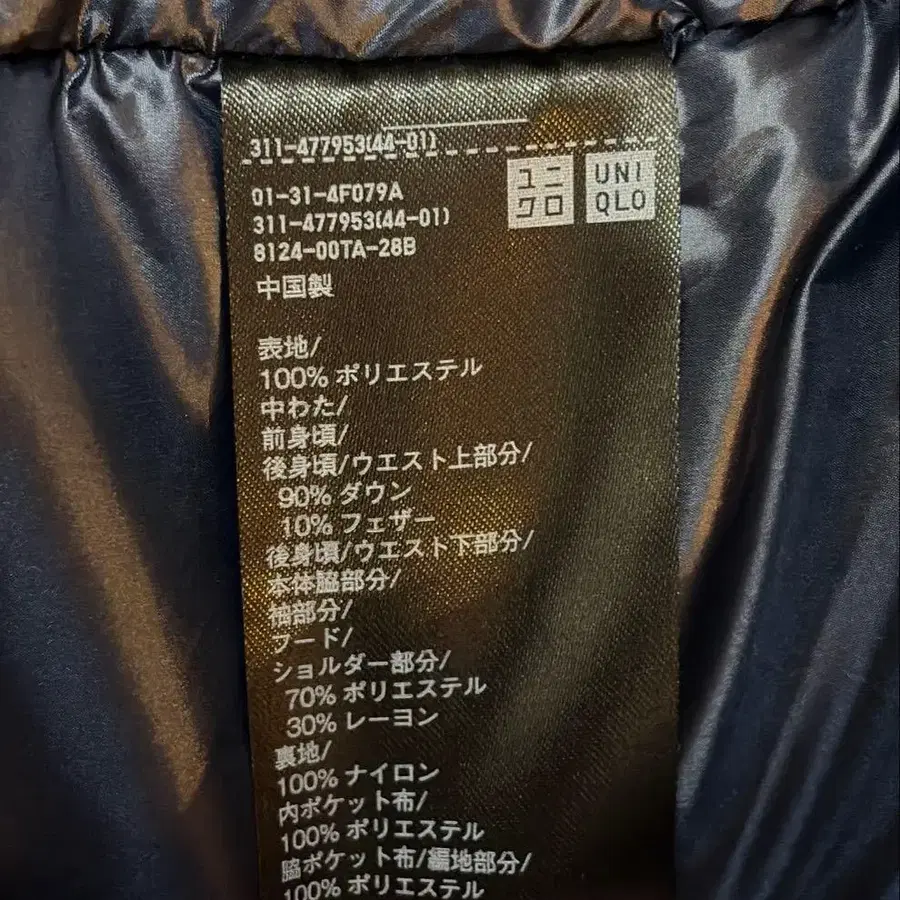 311-477953(44-01)
ユニ
クロ
UNI
QLO
01-31-4F079A
311-477953(44-01)
8124-00TA-28B
中国製
表地/
100% ポリエステル
中わた/
前身頃/
後身頃/ウエスト上部分/
90% ダウン
10% フェザー
後身頃/ウエスト下部分/
本体脇部分/
袖部分/
フード/
ショルダー部分/
70% ポリエステル
30% レーヨン
裏地/
100% ナイロン
内ポケット布/
100% ポリエステル
脇ポケット布/編地部分/
100% ポリエステル